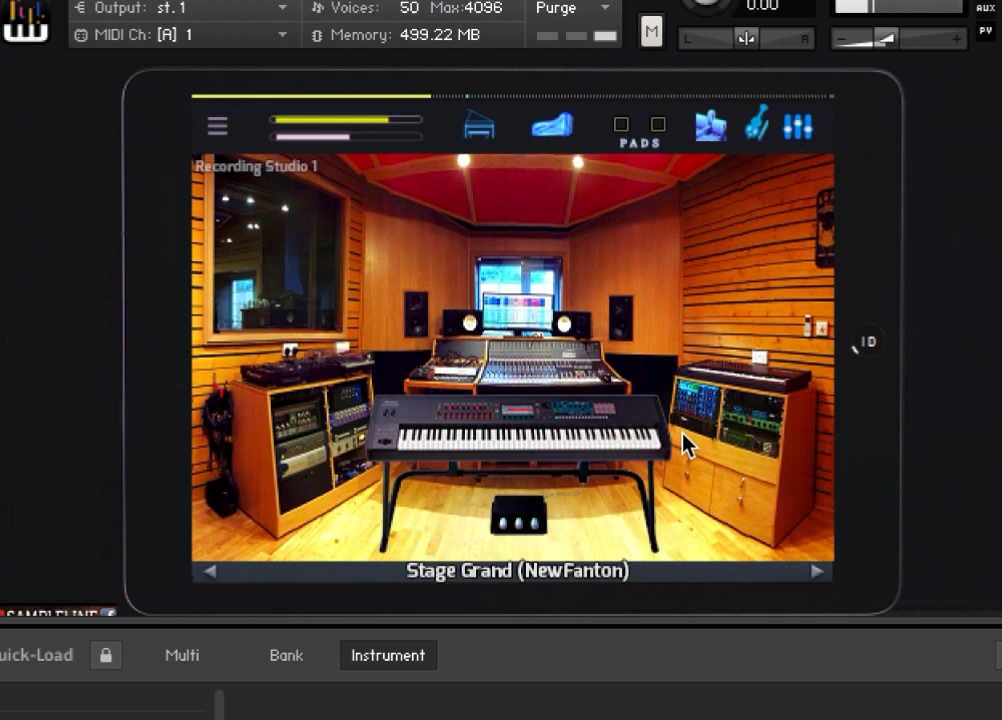 Output: st. 1
Voices: 50 Max: 4096
Purge
0.00
AUX
MIDI Ch: [A] 1
Memory: 499.22 MB
M
L
R
PV
PADS
Recording Studio 1
ID
Stage Grand (NewFanton)
SAMPLELINE
uick-Load
Multi
Bank
Instrument